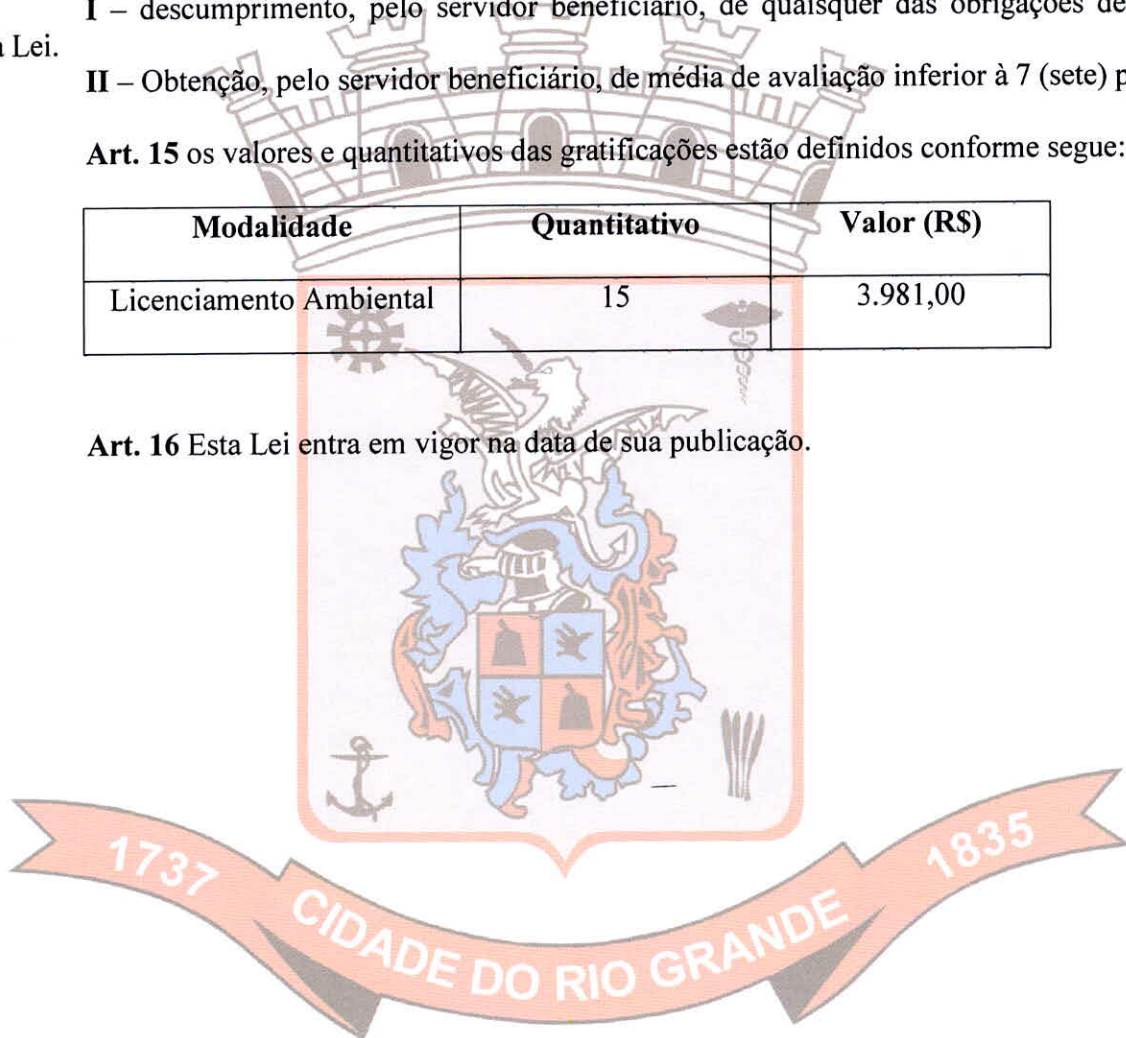 I – descumprimento, pelo servidor beneficiário, de quaisquer das obrigações
Lei.
II – Obtenção, pelo servidor beneficiário, de média de avaliação inferior à 7 (sete)
Art. 15 os valores e quantitativos das gratificações estão definidos conforme segue:
Modalidade Quantitativo Valor (R$)
Licenciamento Ambiental 15 3.981,00
Art. 16 Esta Lei entra em vigor na data de sua publicação.
1737 CIDADE DO RIO GRANDE 1835